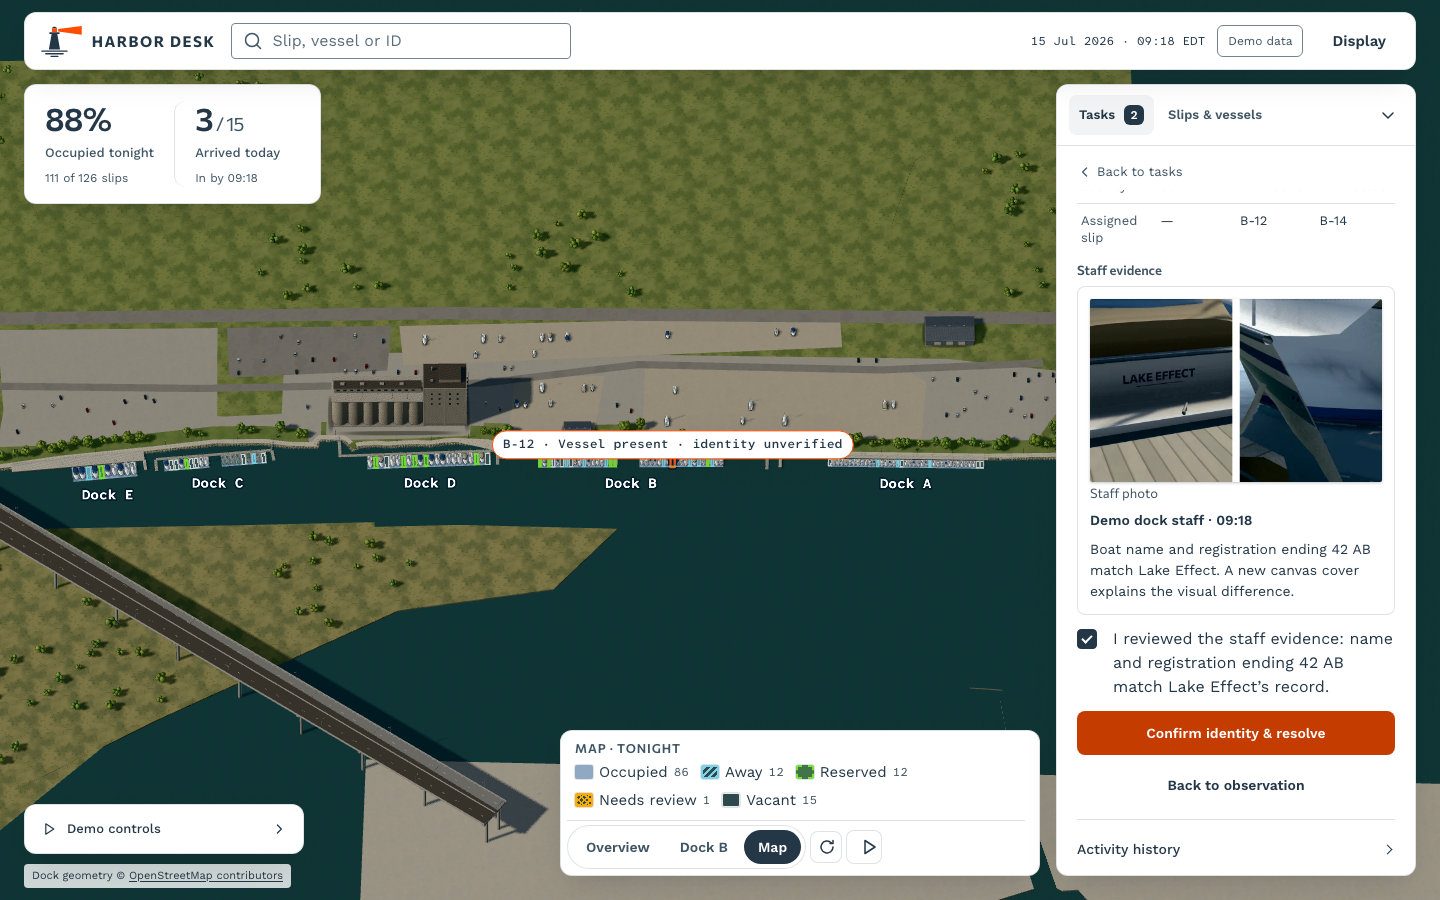 HARBOR DESK
Slip, vessel or ID
15 Jul 2026 · 09:18 EDT
Demo data
Display
88%
Occupied tonight
111 of 126 slips
3 / 15
Arrived today
In by 09:18
Tasks 2
Slips & vessels
Back to tasks
Assigned slip — B-12 B-14
Staff evidence
LAKE EFFECT
Staff photo
Demo dock staff · 09:18
Boat name and registration ending 42 AB
match Lake Effect. A new canvas cover
explains the visual difference.
I reviewed the staff evidence: name
and registration ending 42 AB
match Lake Effect’s record.
Confirm identity & resolve
Back to observation
Activity history
B-12 · Vessel present · identity unverified
Dock E
Dock C
Dock D
Dock B
Dock A
MAP · TONIGHT
Occupied 86 Away 12 Reserved 12
Needs review 1 Vacant 15
Overview Dock B Map
Demo controls
Dock geometry © OpenStreetMap contributors